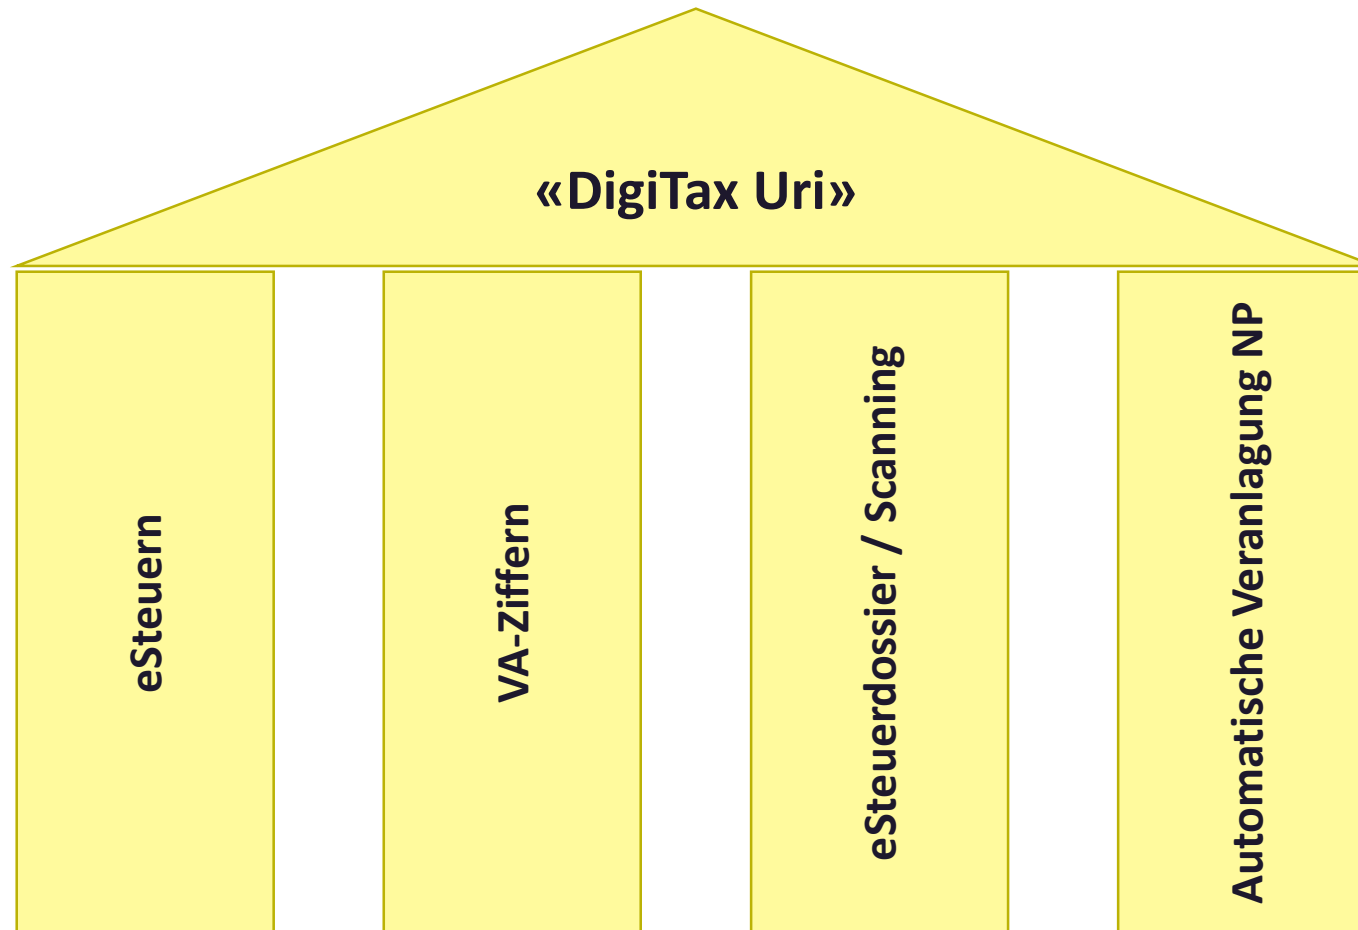 «DigiTax Uri»
eSteuern
VA-Ziffern
eSteuerdossier / Scanning
Automatische Veranlagung NP